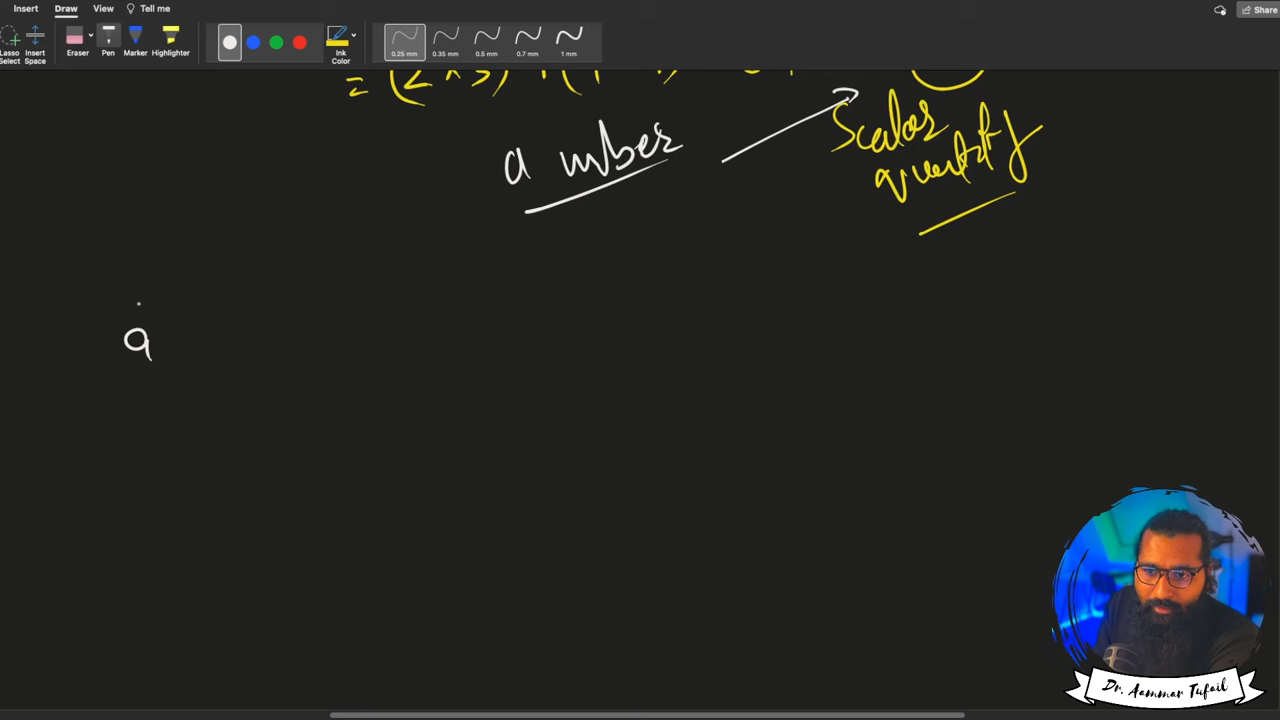 Insert Draw View Tell me Share
Lasso Select Insert Space Eraser Pen Marker Highlighter 0.25 mm 0.35 mm 0.5 mm 0.7 mm 1 mm Ink Color
a number
Scalar
quantity
a
Dr. Aammar Tufail